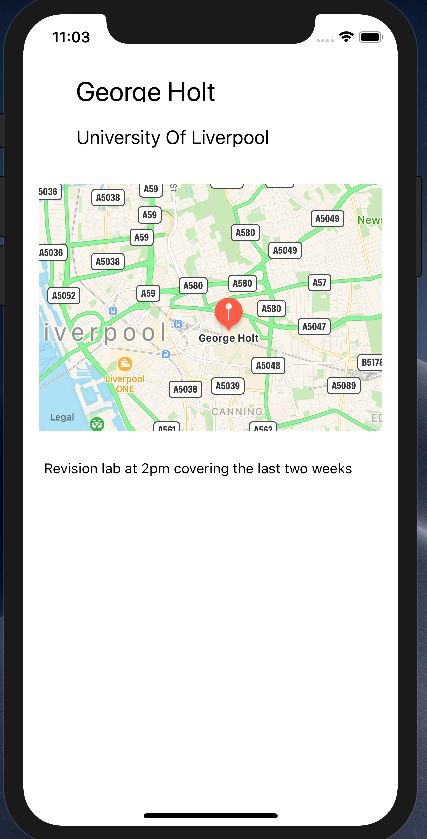 11:03
George Holt
University Of Liverpool
5036
A59
A5038
A5049
A59
News
A580
A59
A5036
A5049
A5038
A580
A580
A57
A5052
A59
A580
A5047
iverpool
George Holt
B5178
A5048
Liverpool
ONE
A5038
A5039
A5089
CANNING
Legal
ED
A561
A562
Revision lab at 2pm covering the last two weeks